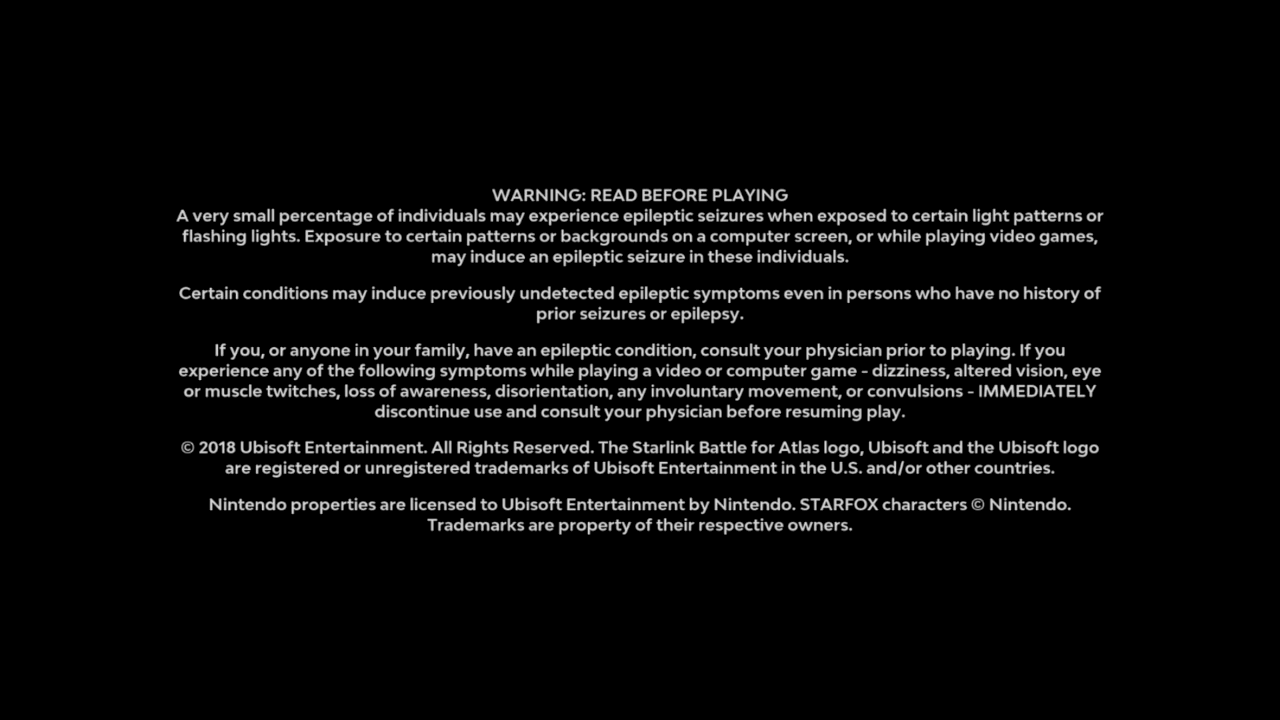 WARNING: READ BEFORE PLAYING
A very small percentage of individuals may experience epileptic seizures when exposed to certain light patterns or
flashing lights. Exposure to certain patterns or backgrounds on a computer screen, or while playing video games,
may induce an epileptic seizure in these individuals.
Certain conditions may induce previously undetected epileptic symptoms even in persons who have no history of
prior seizures or epilepsy.
If you, or anyone in your family, have an epileptic condition, consult your physician prior to playing. If you
experience any of the following symptoms while playing a video or computer game - dizziness, altered vision, eye
or muscle twitches, loss of awareness, disorientation, any involuntary movement, or convulsions - IMMEDIATELY
discontinue use and consult your physician before resuming play.
© 2018 Ubisoft Entertainment. All Rights Reserved. The Starlink Battle for Atlas logo, Ubisoft and the Ubisoft logo
are registered or unregistered trademarks of Ubisoft Entertainment in the U.S. and/or other countries.
Nintendo properties are licensed to Ubisoft Entertainment by Nintendo. STARFOX characters © Nintendo.
Trademarks are property of their respective owners.